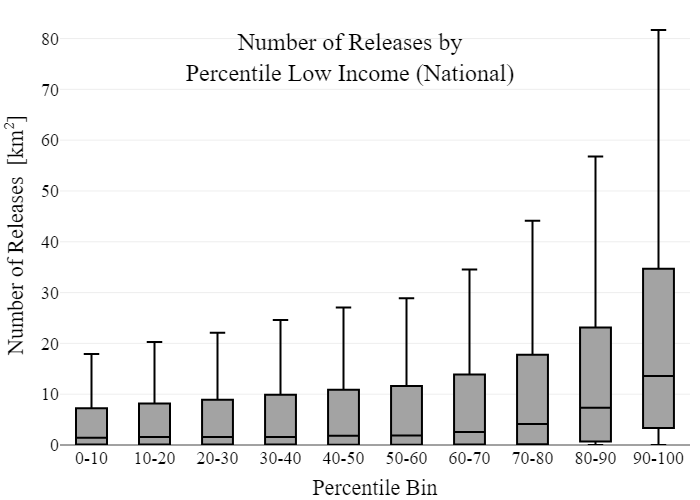 Number of Releases by
Percentile Low Income (National)
Number of Releases [km²]
80
70
60
50
40
30
20
10
0
0-10 10-20 20-30 30-40 40-50 50-60 60-70 70-80 80-90 90-100
Percentile Bin